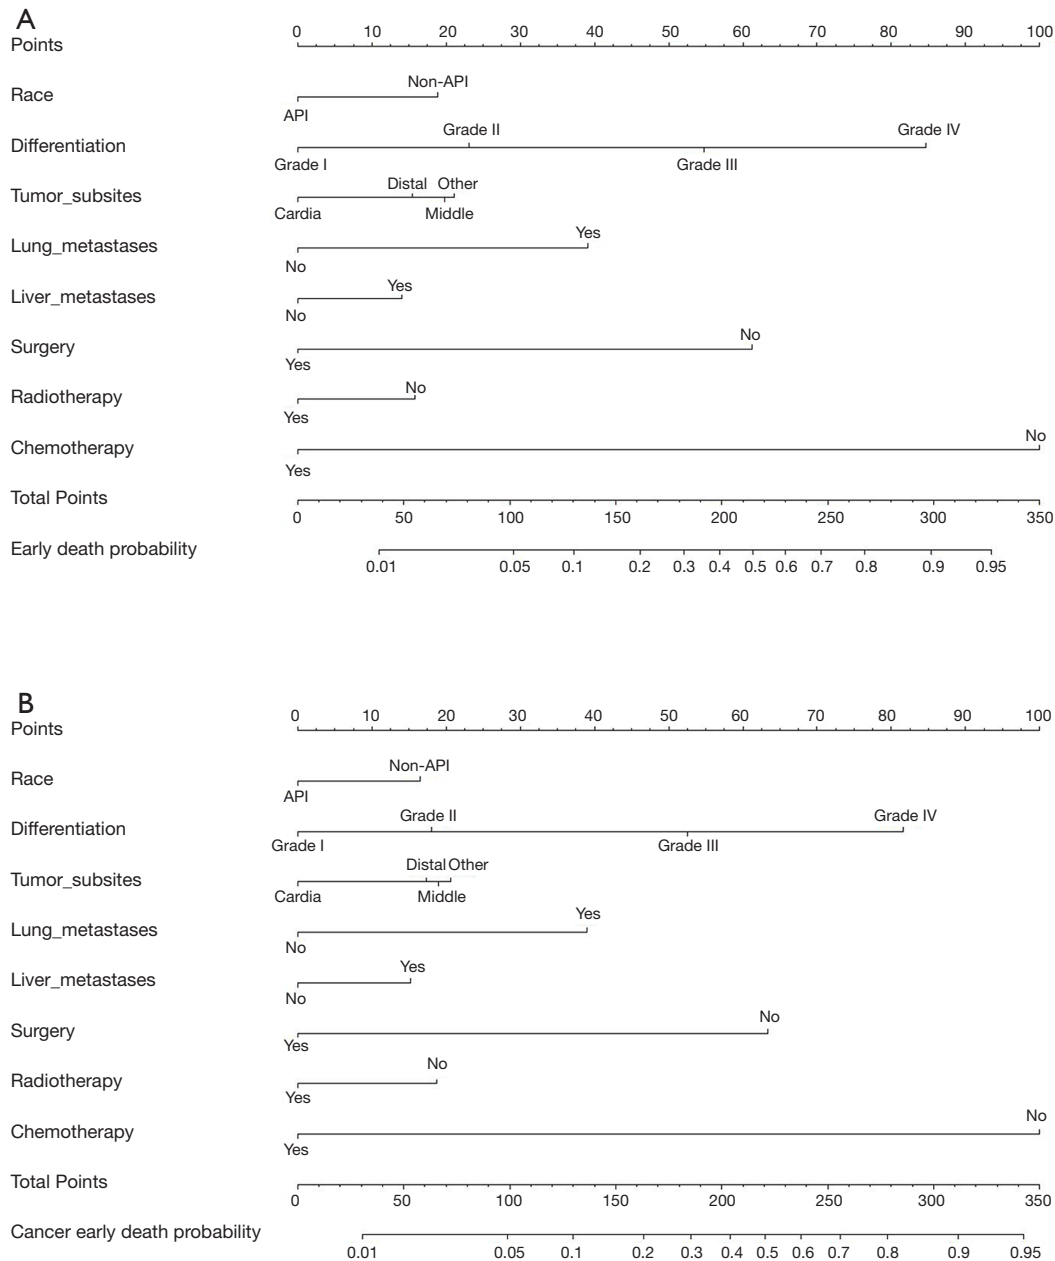 A
0 10 20 30 40 50 60 70 80 90 100
Points
Non-API
Race
API
Grade II Grade IV
Differentiation
Grade I Grade III
Distal Other
Tumor_subsites
Cardia Middle
Yes
Lung_metastases
No
Yes
Liver_metastases
No
No
Surgery
Yes
No
Radiotherapy
Yes
No
Chemotherapy
Yes
Total Points
0 50 100 150 200 250 300 350
Early death probability
0.01 0.05 0.1 0.2 0.3 0.4 0.5 0.6 0.7 0.8 0.9 0.95
B
0 10 20 30 40 50 60 70 80 90 100
Points
Non-API
Race
API
Grade II Grade IV
Differentiation
Grade I Grade III
Distal Other
Tumor_subsites
Cardia Middle
Yes
Lung_metastases
No
Yes
Liver_metastases
No
No
Surgery
Yes
No
Radiotherapy
Yes
No
Chemotherapy
Yes
Total Points
0 50 100 150 200 250 300 350
Cancer early death probability
0.01 0.05 0.1 0.2 0.3 0.4 0.5 0.6 0.7 0.8 0.9 0.95